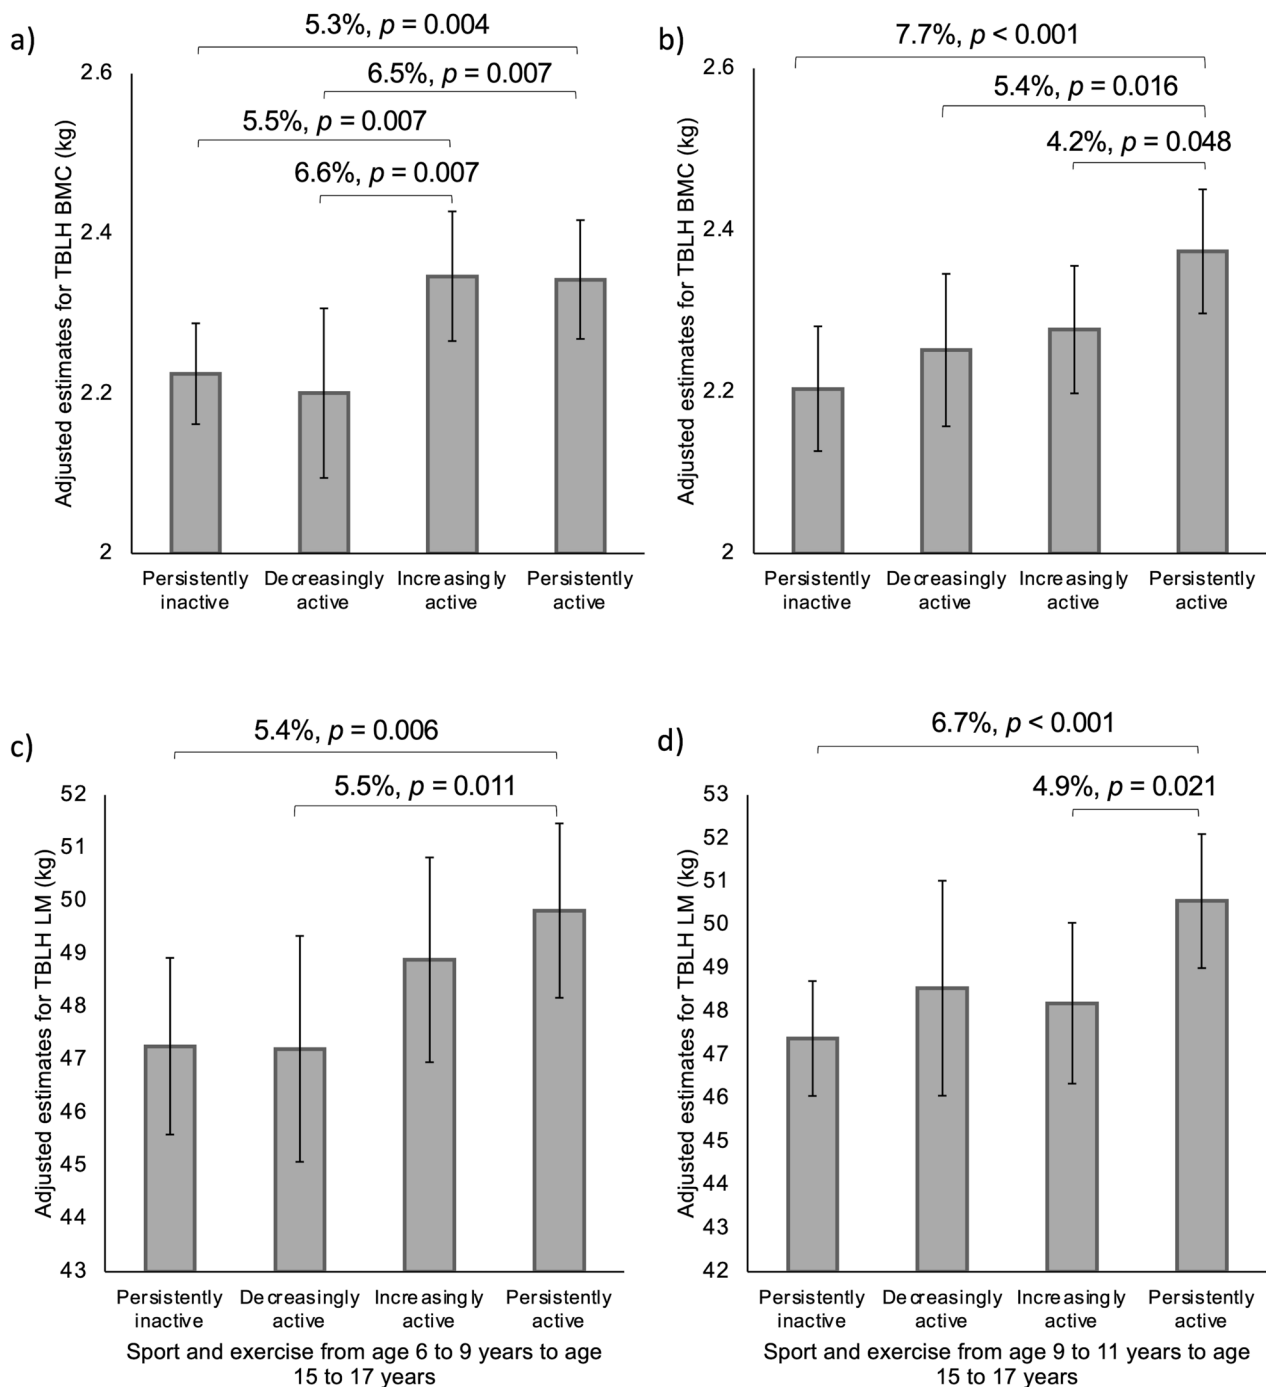 a)
5.3%, p = 0.004
6.5%, p = 0.007
5.5%, p = 0.007
6.6%, p = 0.007
Adjusted estimates for TBLH BMC (kg)
2.6
2.4
2.2
2
Persistently inactive
Decreasingly active
Increasingly active
Persistently active
b)
7.7%, p < 0.001
5.4%, p = 0.016
4.2%, p = 0.048
Adjusted estimates for TBLH BMC (kg)
2.6
2.4
2.2
2
Persistently inactive
Decreasingly active
Increasingly active
Persistently active
c)
5.4%, p = 0.006
5.5%, p = 0.011
Adjusted estimates for TBLH LM (kg)
52
51
50
49
48
47
46
45
44
43
Persistently inactive
Decreasingly active
Increasingly active
Persistently active
Sport and exercise from age 6 to 9 years to age
15 to 17 years
d)
6.7%, p < 0.001
4.9%, p = 0.021
Adjusted estimates for TBLH LM (kg)
53
52
51
50
49
48
47
46
45
44
43
42
Persistently inactive
Decreasingly active
Increasingly active
Persistently active
Sport and exercise from age 9 to 11 years to age
15 to 17 years